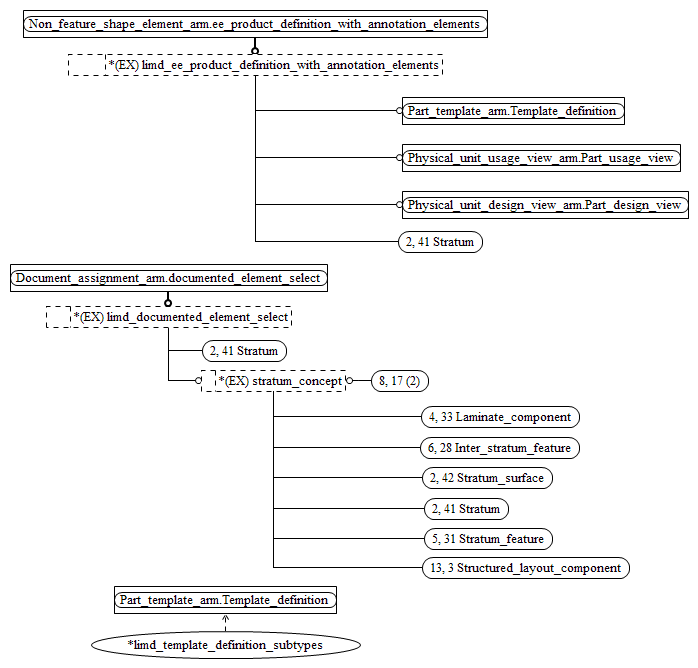 Non_feature_shape_element_arm.ee_product_definition_with_annotation_elements
*(EX) limd_ee_product_definition_with_annotation_elements
Part_template_arm.Template_definition
Physical_unit_usage_view_arm.Part_usage_view
Physical_unit_design_view_arm.Part_design_view
2, 41 Stratum
Document_assignment_arm.documented_element_select
*(EX) limd_documented_element_select
2, 41 Stratum
*(EX) stratum_concept
8, 17 (2)
4, 33 Laminate_component
6, 28 Inter_stratum_feature
2, 42 Stratum_surface
2, 41 Stratum
5, 31 Stratum_feature
13, 3 Structured_layout_component
Part_template_arm.Template_definition
*limd_template_definition_subtypes